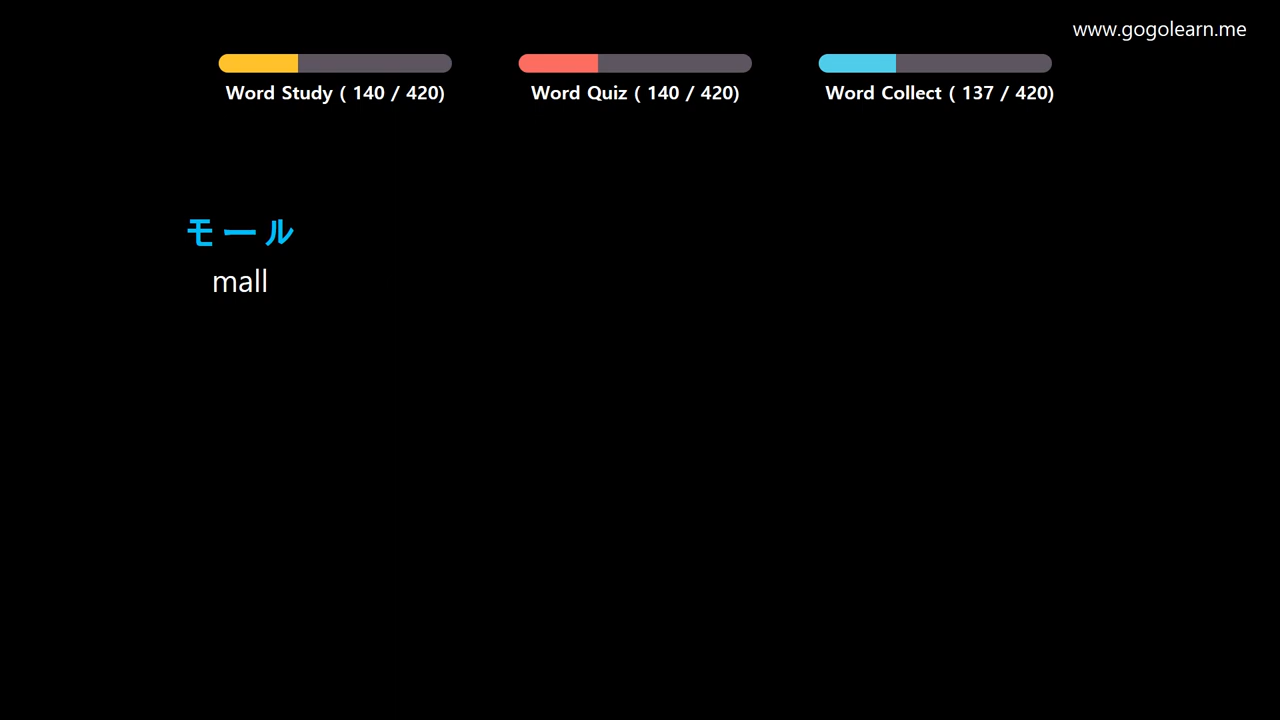 www.gogolearn.me
Word Study ( 140 / 420)
Word Quiz ( 140 / 420)
Word Collect ( 137 / 420)
モール
mall